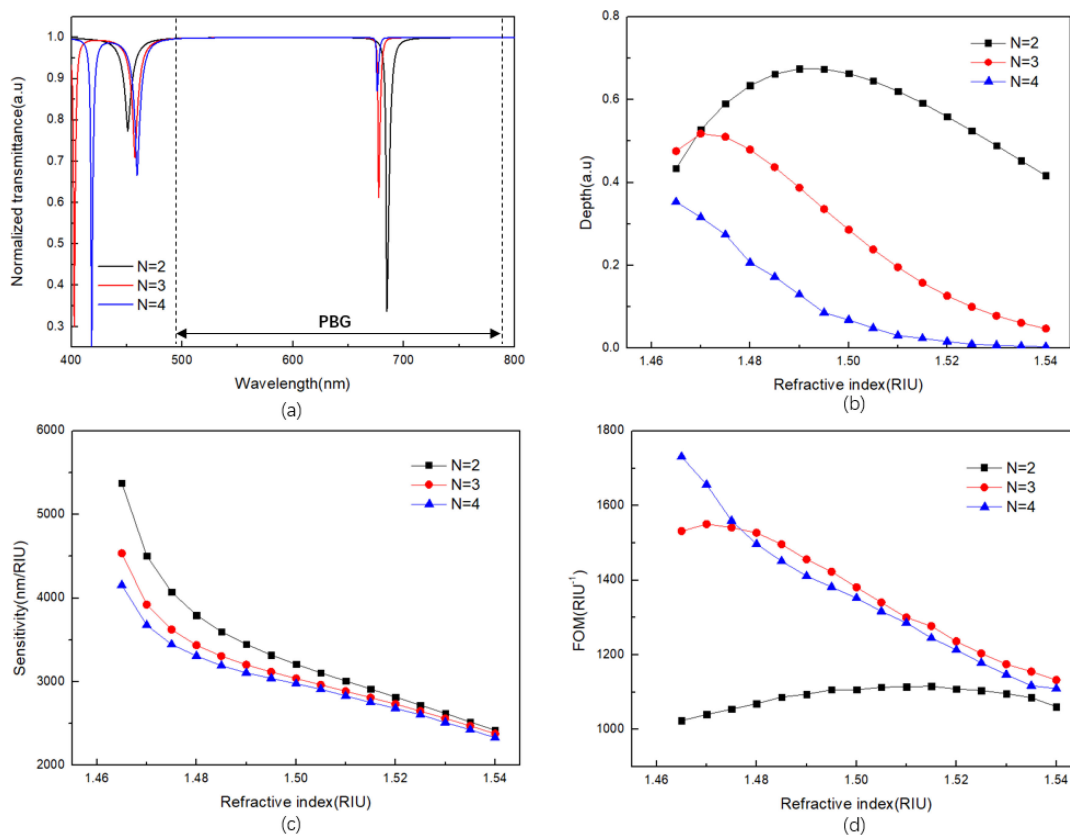 1.0
0.9
0.8
0.7
0.6
0.5
0.4
0.3
Normalized transmittance(a.u)
N=2
N=3
N=4
PBG
400 500 600 700 800
Wavelength(nm)
(a)
0.8
0.6
0.4
0.2
0.0
Depth(a.u)
N=2
N=3
N=4
1.46 1.48 1.50 1.52 1.54
Refractive index(RIU)
(b)
6000
5000
4000
3000
2000
Sensitivity(nm/RIU)
N=2
N=3
N=4
1.46 1.48 1.50 1.52 1.54
Refractive index(RIU)
(c)
1800
1600
1400
1200
1000
FOM(RIU⁻¹)
N=2
N=3
N=4
1.46 1.48 1.50 1.52 1.54
Refractive index(RIU)
(d)